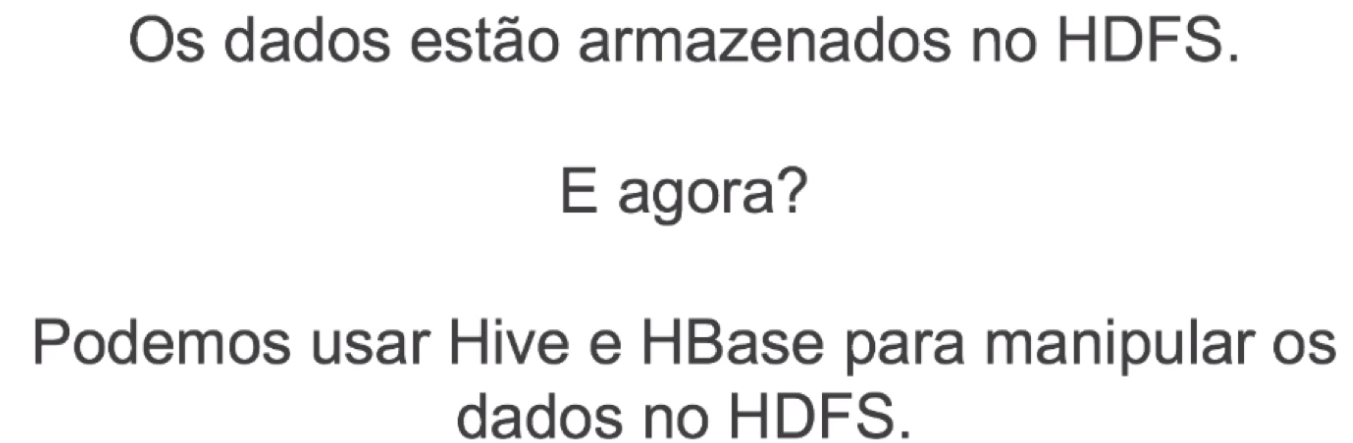 Os dados estão armazenados no HDFS.
E agora?
Podemos usar Hive e HBase para manipular os
dados no HDFS.